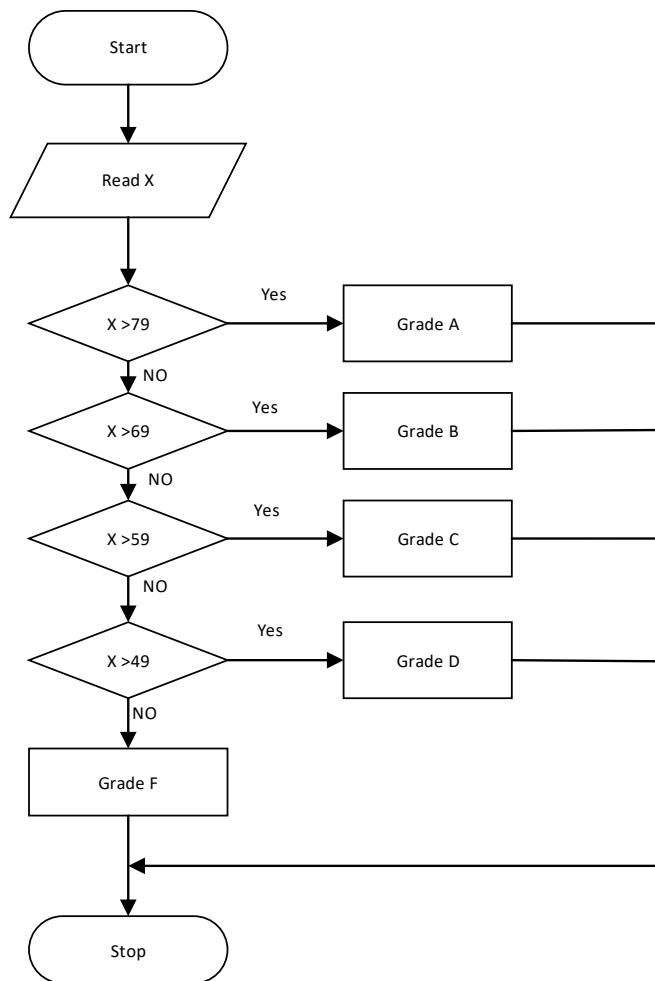 Start
Read X
X >79
Yes
Grade A
NO
X >69
Yes
Grade B
NO
X >59
Yes
Grade C
NO
X >49
Yes
Grade D
NO
Grade F
Stop